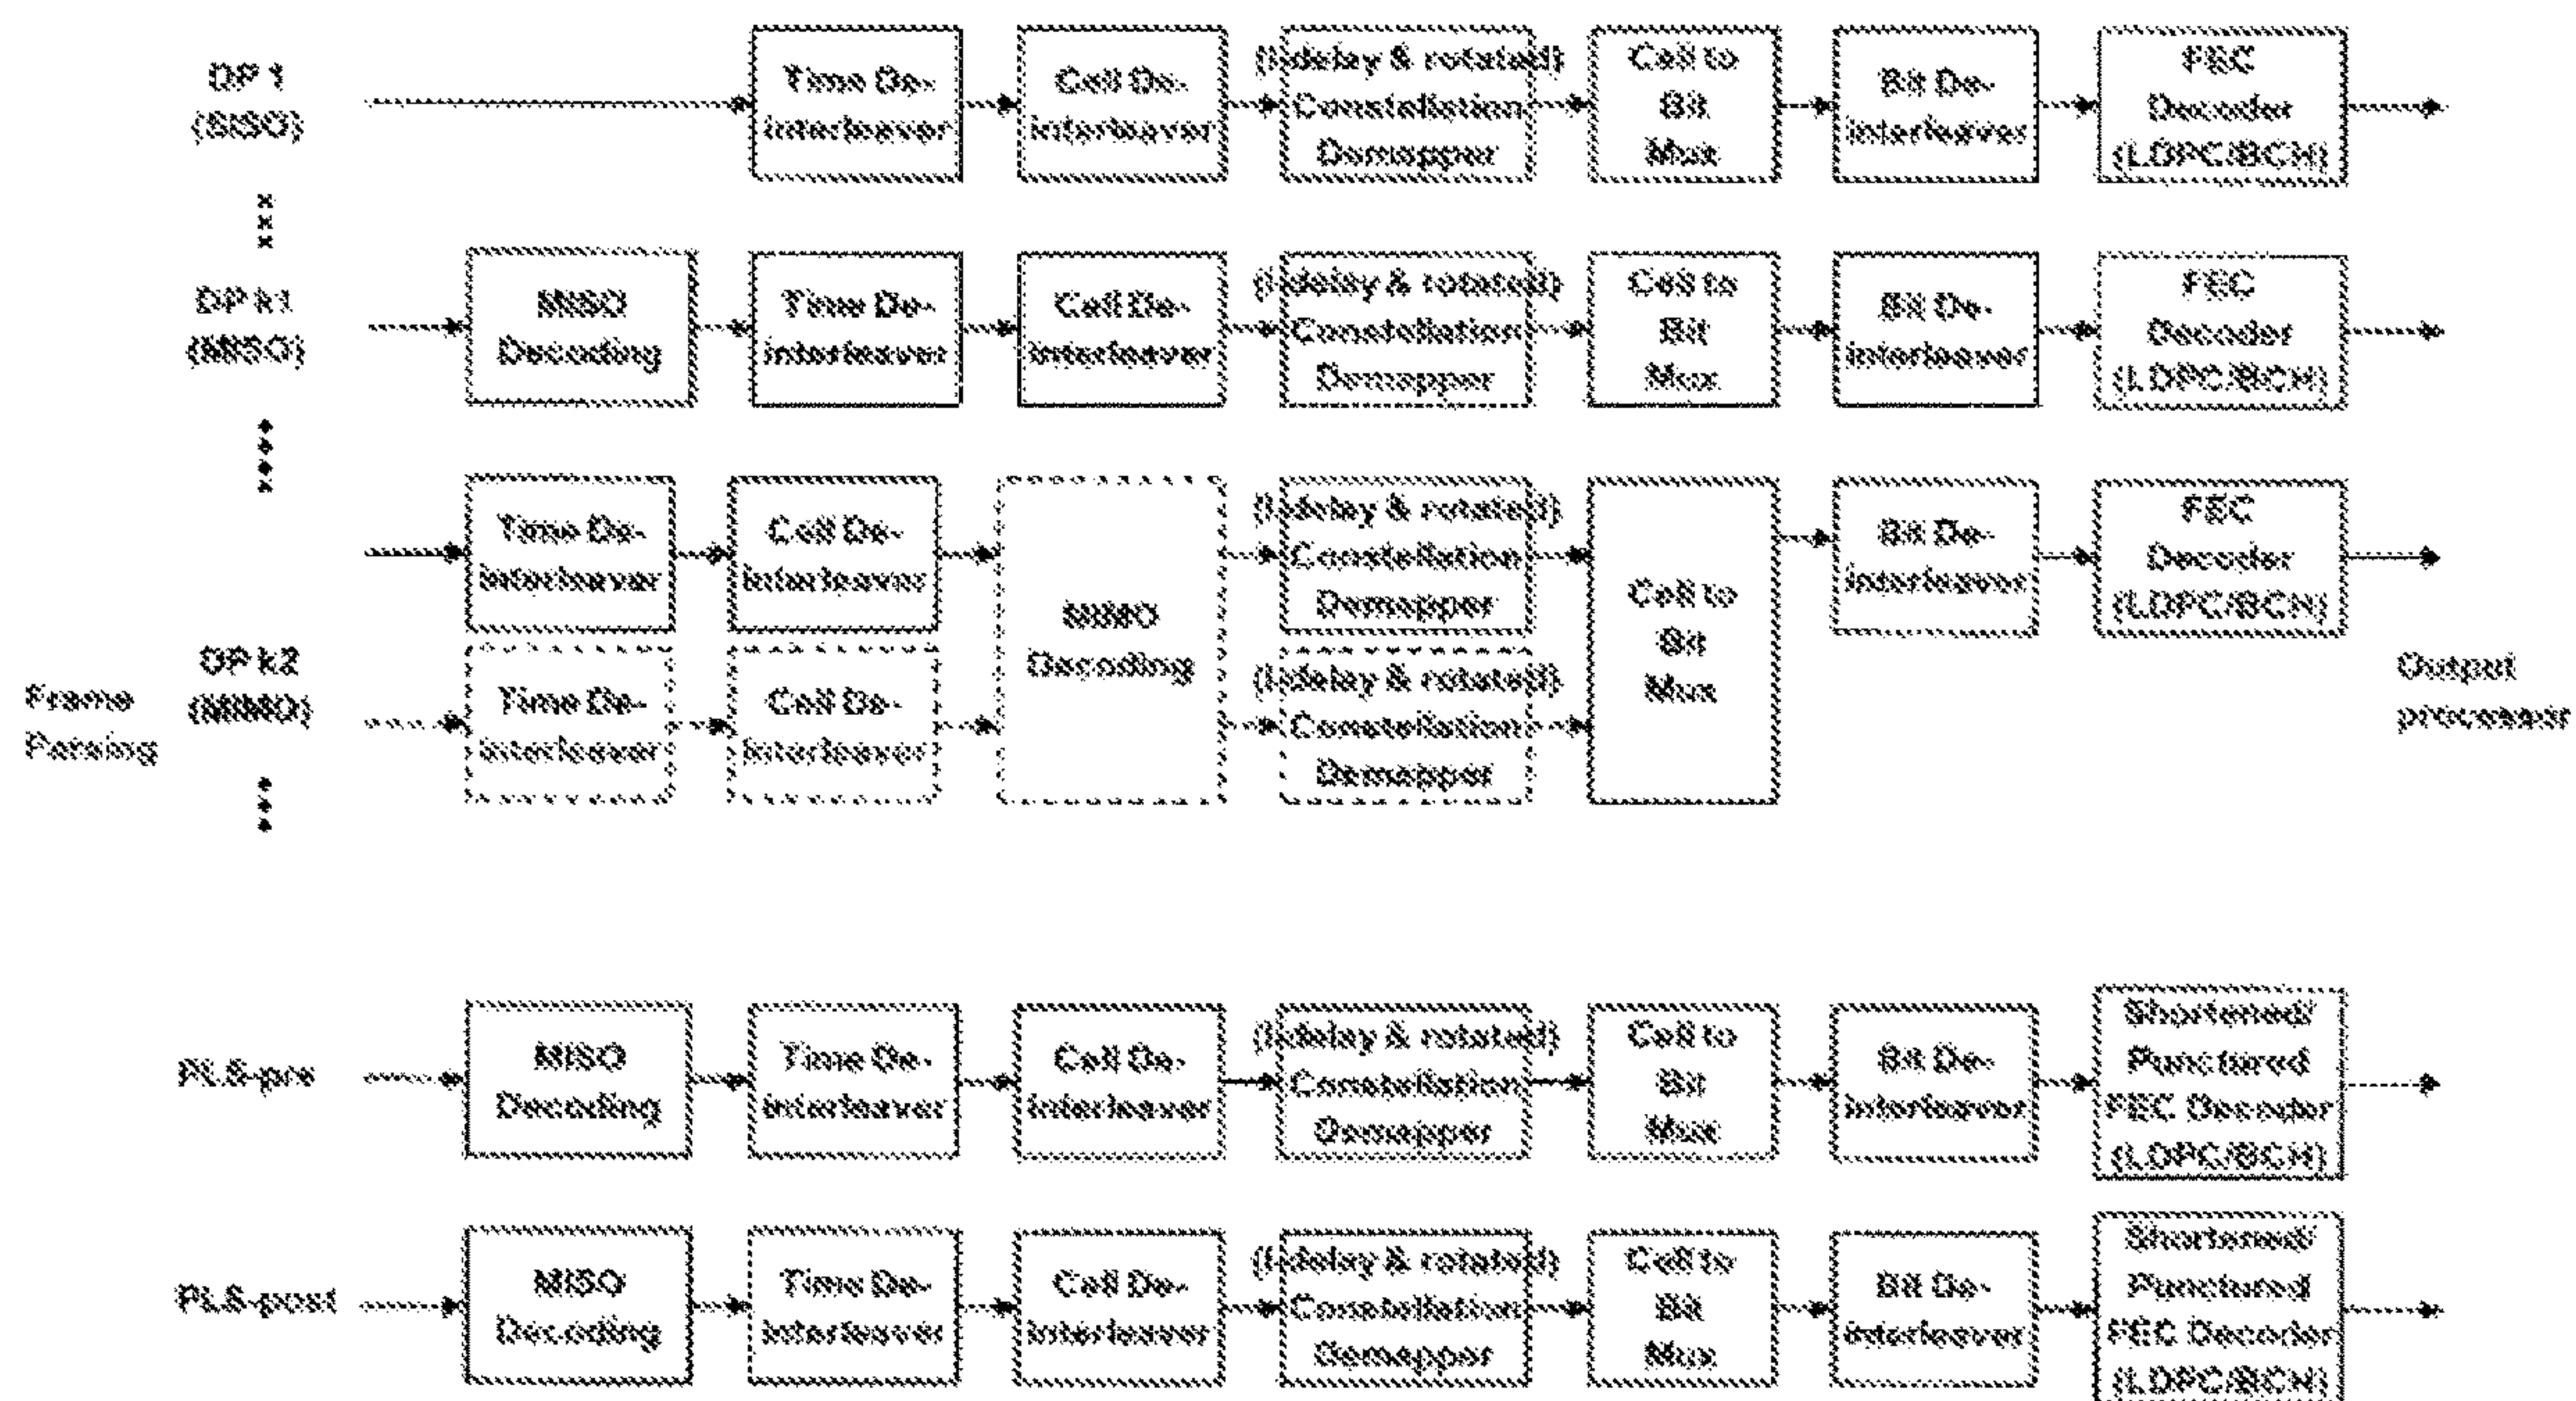 DP 1
(SISO)
Time De-
interleaver
Cell De-
interleaver
(I-delay & rotated)
Constellation
Demapper
Cell to
Bit
Mux
Bit De-
interleaver
FEC
Decoder
(LDPC/BCH)
DP k1
(MISO)
MISO
Decoding
Time De-
interleaver
Cell De-
interleaver
(I-delay & rotated)
Constellation
Demapper
Cell to
Bit
Mux
Bit De-
interleaver
FEC
Decoder
(LDPC/BCH)
Frame
Parsing
DP k2
(MIMO)
Time De-
interleaver
Cell De-
interleaver
Time De-
interleaver
Cell De-
interleaver
MIMO
Decoding
(I-delay & rotated)
Constellation
Demapper
(I-delay & rotated)
Constellation
Demapper
Cell to
Bit
Mux
Bit De-
interleaver
FEC
Decoder
(LDPC/BCH)
Output
processor
PLS-pre
MISO
Decoding
Time De-
interleaver
Cell De-
interleaver
(I-delay & rotated)
Constellation
Demapper
Cell to
Bit
Mux
Bit De-
interleaver
Shortened/
Punctured
FEC Decoder
(LDPC/BCH)
PLS-post
MISO
Decoding
Time De-
interleaver
Cell De-
interleaver
(I-delay & rotated)
Constellation
Demapper
Cell to
Bit
Mux
Bit De-
interleaver
Shortened/
Punctured
FEC Decoder
(LDPC/BCH)